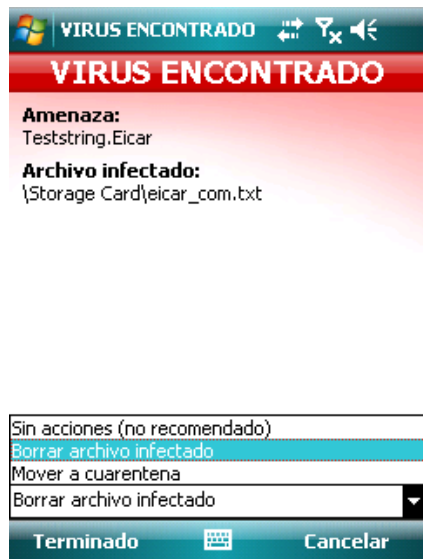 VIRUS ENCONTRADO
VIRUS ENCONTRADO
Amenaza:
Teststring.Eicar
Archivo infectado:
\Storage Card\eicar_com.txt
Sin acciones (no recomendado)
Borrar archivo infectado
Mover a cuarentena
Borrar archivo infectado
Terminado Cancelar